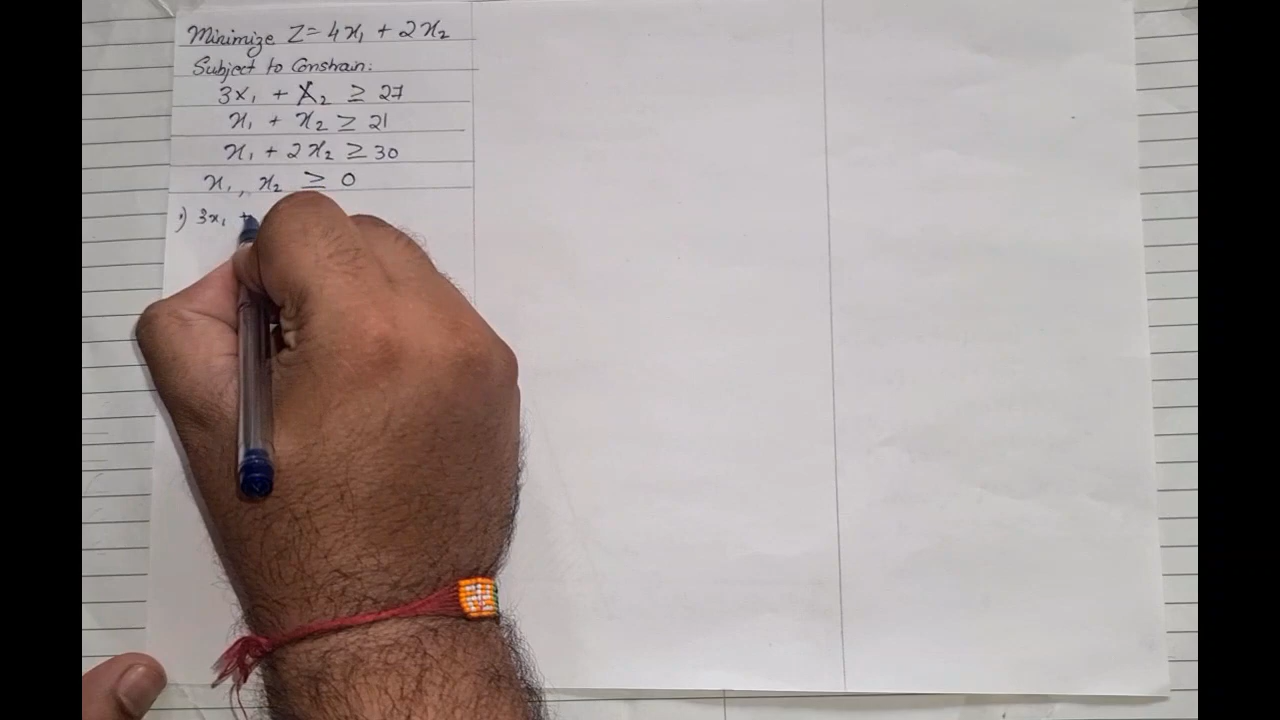 Minimize Z = 4x₁ + 2x₂
Subject to Constrain:
3x₁ + x₂ ≥ 27
x₁ + x₂ ≥ 21
x₁ + 2x₂ ≥ 30
x₁, x₂ ≥ 0
1) 3x₁ +